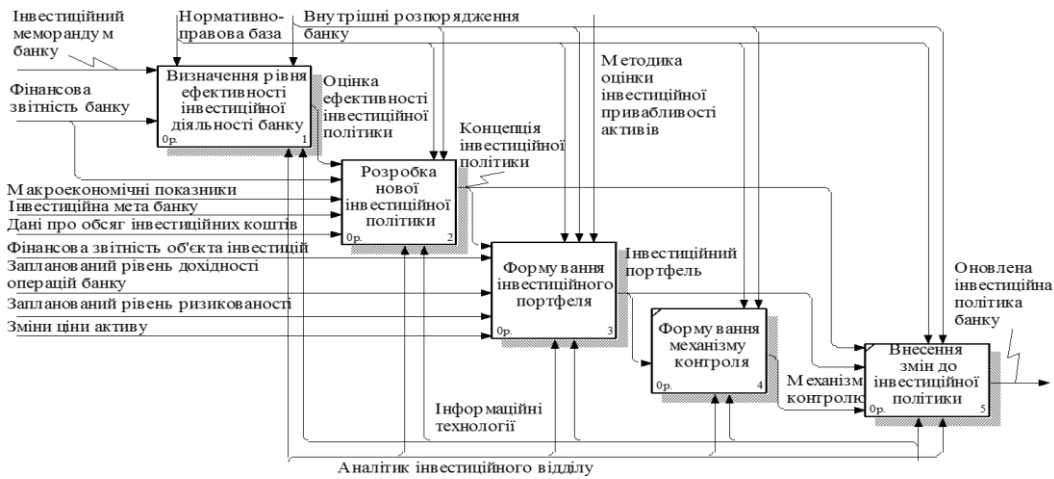 Інвестиційний
меморандум
банку
Нормативно-
правова база
Внутрішні розпорядження
банку
Методика
оцінки
інвестиційної
привабливості
активів
Фінансова
звітність банку
Визначення рівня
ефективності
інвестиційної
діяльності банку
0р.
1
Оцінка
ефективності
інвестиційної
політики
Концепція
інвестиційної
політики
Макроекономічні показники
Інвестиційна мета банку
Дані про обсяг інвестиційних коштів
Розробка
нової
інвестиційної
політики
0р.
2
Фінансова звітність об'єкта інвестицій
Запланований рівень дохідності
операцій банку
Запланований рівень ризикованості
Зміни ціни активу
Формування
інвестиційного
портфеля
0р.
3
Інвестиційний
портфель
Формування
механізму
контроля
0р.
4
Механізм
контролю
Оновлена
інвестиційна
політика
банку
Внесення
змін до
інвестиційної
політики
0р.
5
Інформаційні
технології
Аналітик інвестиційного відділу